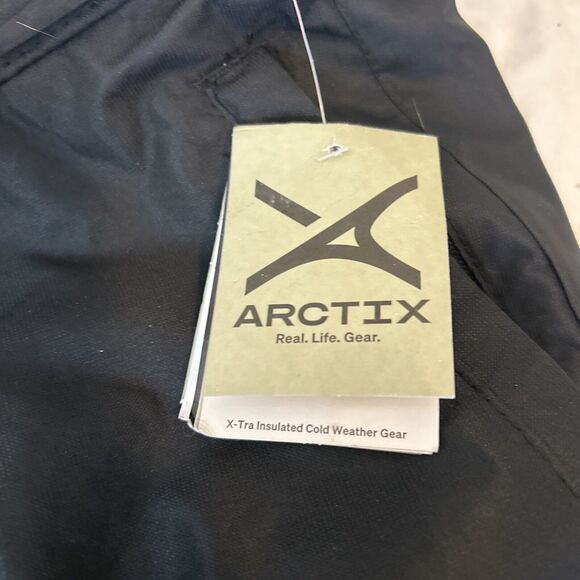 ARCTIX
Real. Life. Gear.
X-Tra Insulated Cold Weather Gear